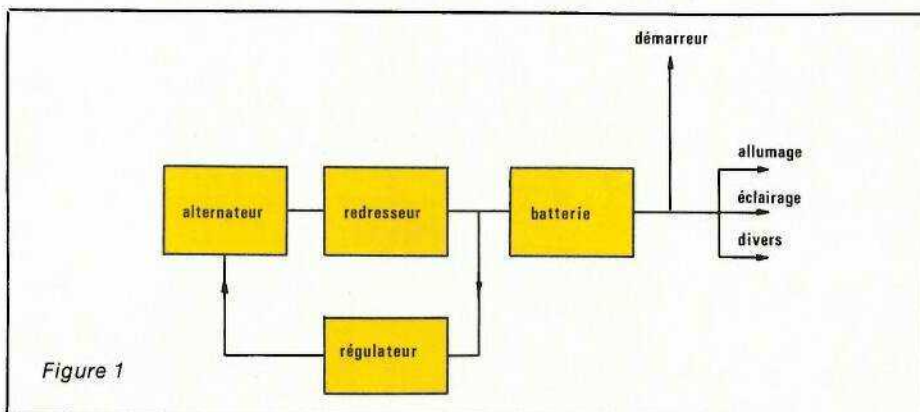 démarreur
allumage
alternateur redresseur batterie éclairage
divers
régulateur
Figure 1